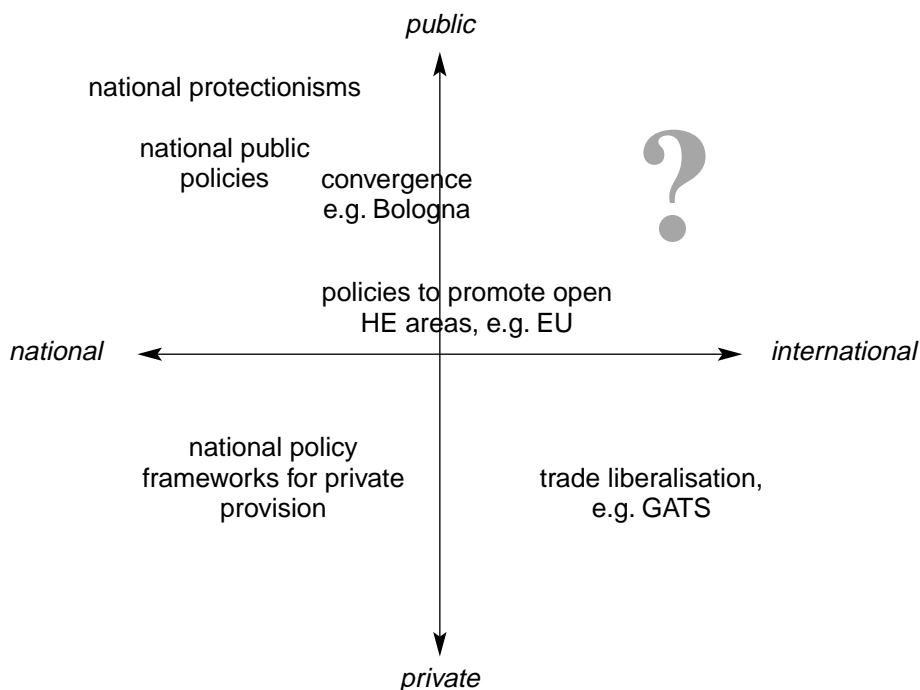 public
national protectionisms
national public
policies
convergence
e.g. Bologna
?
policies to promote open
HE areas, e.g. EU
national
international
national policy
frameworks for private
provision
trade liberalisation,
e.g. GATS
private